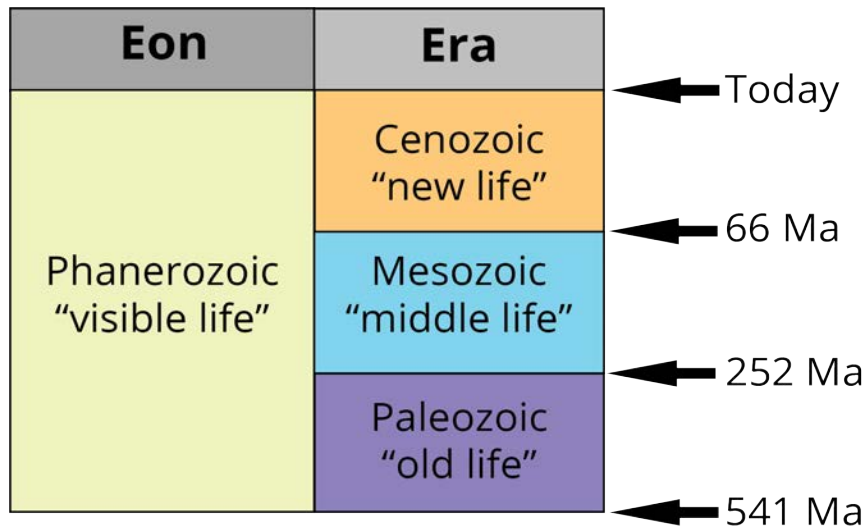 Eon
Era
Today
Cenozoic
“new life”
66 Ma
Phanerozoic
“visible life”
Mesozoic
“middle life”
252 Ma
Paleozoic
“old life”
541 Ma